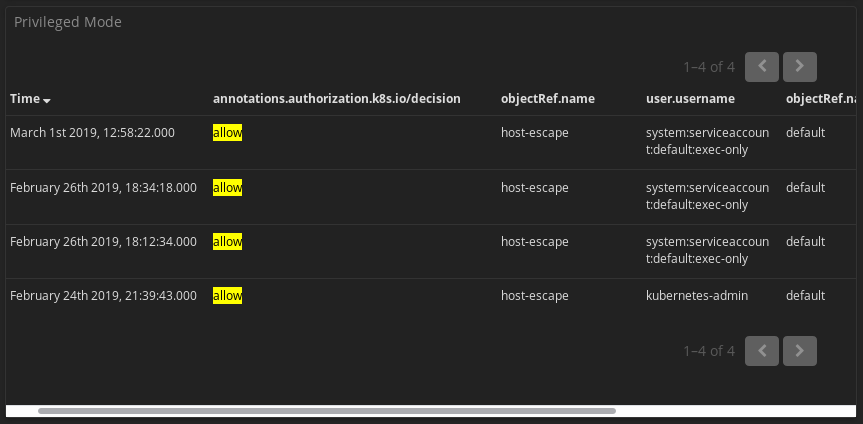 Privileged Mode
1–4 of 4
Time annotations.authorization.k8s.io/decision objectRef.name user.username objectRef.na
March 1st 2019, 12:58:22.000 allow host-escape system:serviceaccoun default
t:default:exec-only
February 26th 2019, 18:34:18.000 allow host-escape system:serviceaccoun default
t:default:exec-only
February 26th 2019, 18:12:34.000 allow host-escape system:serviceaccoun default
t:default:exec-only
February 24th 2019, 21:39:43.000 allow host-escape kubernetes-admin default
1–4 of 4